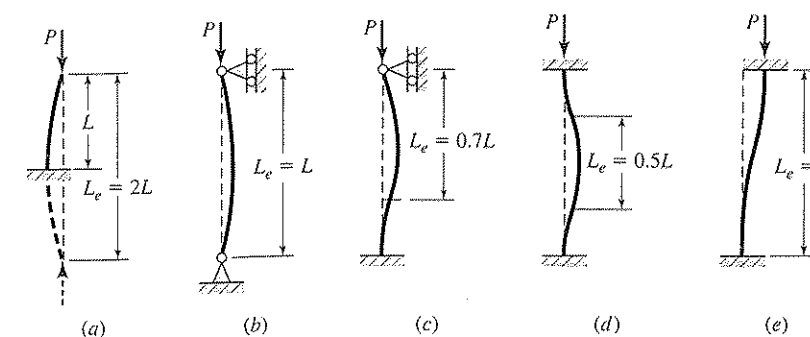 P
L
L_e = 2L
(a)
P
L_e = L
(b)
P
L_e = 0.7L
(c)
P
L_e = 0.5L
(d)
P
L_e =
(e)